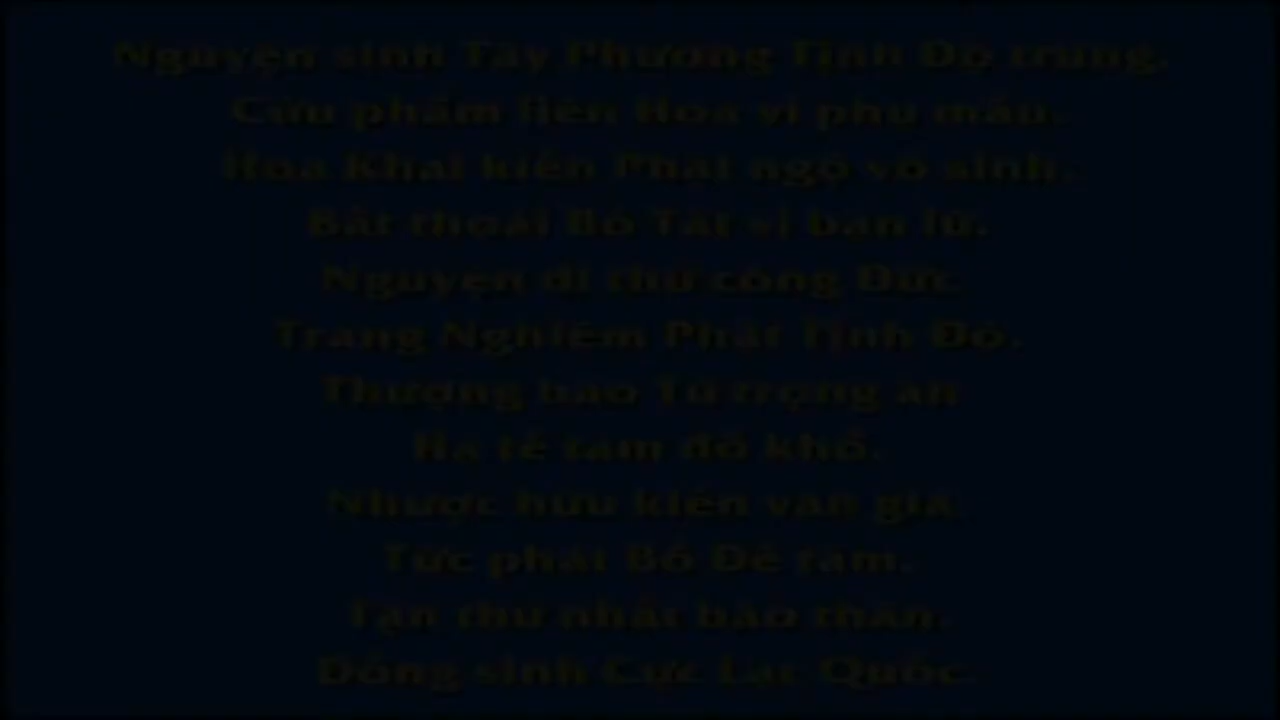 Nguyện sinh Tây Phương Tịnh Độ trung,
Cửu phẩm liên Hoa vi phụ mẫu.
Hoa Khai kiến Phật ngộ vô sinh.
Bất thoái Bồ Tát vi bạn lữ.
Nguyện dĩ thử công Đức
Trang Nghiêm Phật Tịnh Độ.
Thượng báo Tứ trọng ân
Hạ tế tam đồ khổ.
Nhược hữu kiến văn giả
Tức phát Bồ Đề tâm.
Tận thử nhất báo thân.
Đồng sinh Cực Lạc Quốc.